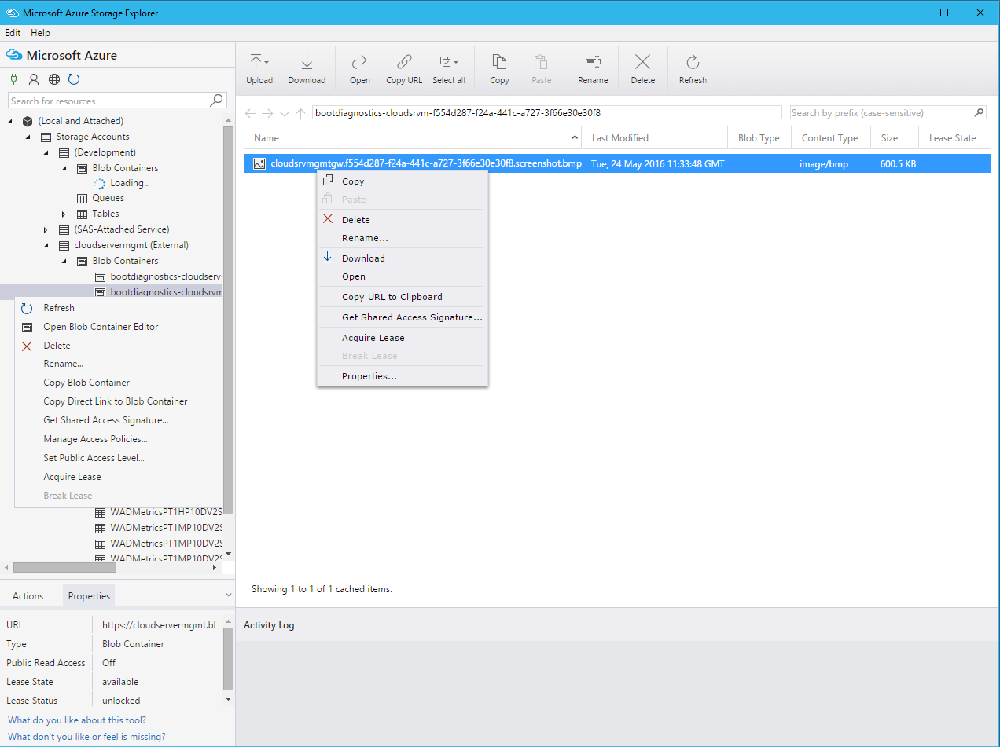 Microsoft Azure Storage Explorer
Edit Help
Microsoft Azure
Search for resources
(Local and Attached)
Storage Accounts
(Development)
Blob Containers
Loading...
Queues
Tables
(SAS-Attached Service)
cloudservermgmt (External)
Blob Containers
bootdiagnostics-cloudserv
bootdiagnostics-cloudsrvm
Refresh
Open Blob Container Editor
Delete
Rename...
Copy Blob Container
Copy Direct Link to Blob Container
Get Shared Access Signature...
Manage Access Policies...
Set Public Access Level...
Acquire Lease
Break Lease
WADMetricsPT1HP10DV2S
WADMetricsPT1MP10DV2S
WADMetricsPT1MP10DV2S
WADMetricsPT1MP10DV2S
Actions Properties
URL https://cloudservermgmt.bl
Type Blob Container
Public Read Access Off
Lease State available
Lease Status unlocked
What do you like about this tool?
What don't you like or feel is missing?
Upload Download Open Copy URL Select all Copy Paste Rename Delete Refresh
bootdiagnostics-cloudsrvm-f554d287-f24a-441c-a727-3f66e30e30f8 Search by prefix (case-sensitive)
Name Last Modified Blob Type Content Type Size Lease State
cloudsrvmgmtgw.f554d287-f24a-441c-a727-3f66e30e30f8.screenshot.bmp Tue, 24 May 2016 11:33:48 GMT image/bmp 600.5 KB
Copy
Paste
Delete
Rename...
Download
Open
Copy URL to Clipboard
Get Shared Access Signature...
Acquire Lease
Break Lease
Properties...
Showing 1 to 1 of 1 cached items.
Activity Log